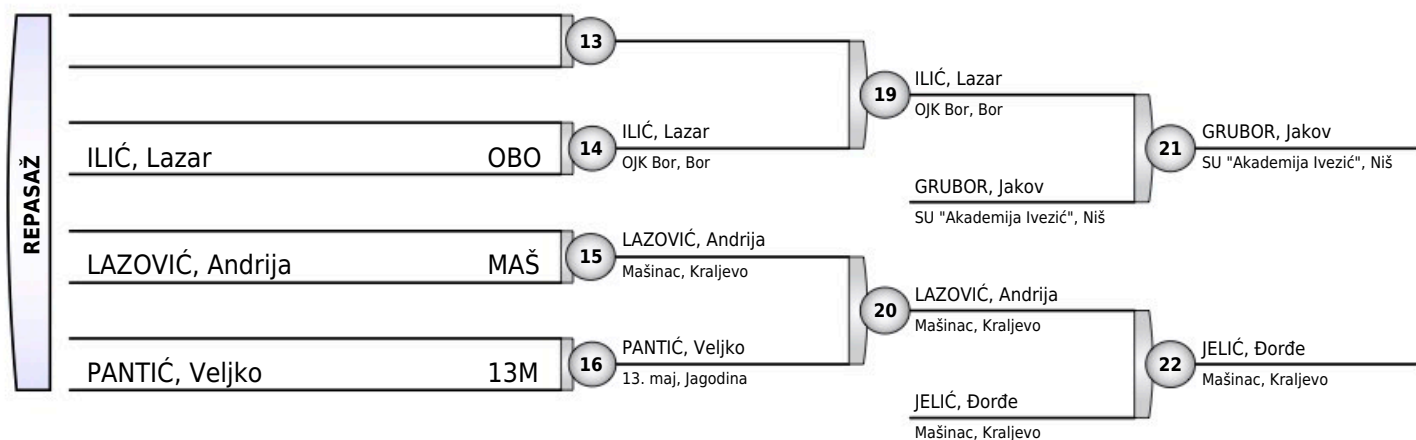 REPASAŽ
13
ILIĆ, Lazar OBO
14
ILIĆ, Lazar
OJK Bor, Bor
19
ILIĆ, Lazar
OJK Bor, Bor
GRUBOR, Jakov
SU "Akademija Ivezić", Niš
21
GRUBOR, Jakov
SU "Akademija Ivezić", Niš
LAZOVIĆ, Andrija MAŠ
15
LAZOVIĆ, Andrija
Mašinac, Kraljevo
PANTIĆ, Veljko 13M
16
PANTIĆ, Veljko
13. maj, Jagodina
20
LAZOVIĆ, Andrija
Mašinac, Kraljevo
JELIĆ, Đorđe
Mašinac, Kraljevo
22
JELIĆ, Đorđe
Mašinac, Kraljevo